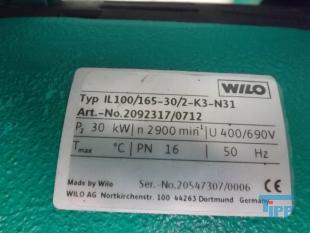 WILO
Typ IL100/165-30/2-K3-N31
Art.-No.2092317/0712
P₂ 30 kW n 2900 min⁻¹ U 400/690V
Tmax °C PN 16 50 Hz
Made by Wilo Ser.-No.20547307/0006
WILO AG Nortkirchenstr. 100 44263 Dortmund Germany
IPP